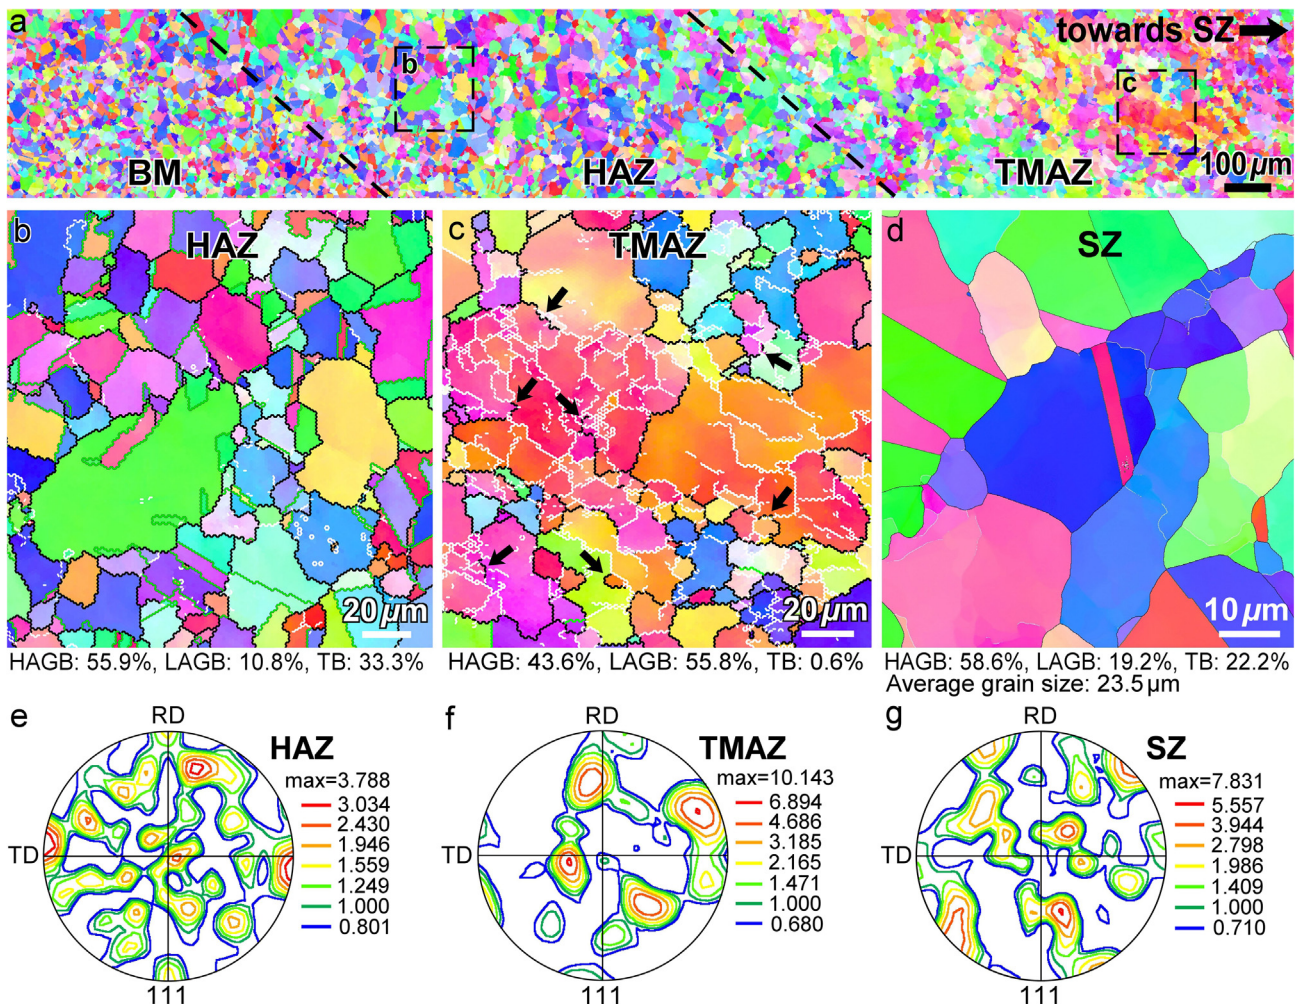 a
towards SZ
b
c
BM
HAZ
TMAZ
100 µm
b
HAZ
20 µm
c
TMAZ
20 µm
d
SZ
10 µm
HAGB: 55.9%, LAGB: 10.8%, TB: 33.3%
HAGB: 43.6%, LAGB: 55.8%, TB: 0.6%
HAGB: 58.6%, LAGB: 19.2%, TB: 22.2%
Average grain size: 23.5 µm
e
RD
HAZ
max=3.788
3.034
2.430
1.946
1.559
1.249
1.000
0.801
TD
111
f
RD
TMAZ
max=10.143
6.894
4.686
3.185
2.165
1.471
1.000
0.680
TD
111
g
RD
SZ
max=7.831
5.557
3.944
2.798
1.986
1.409
1.000
0.710
TD
111